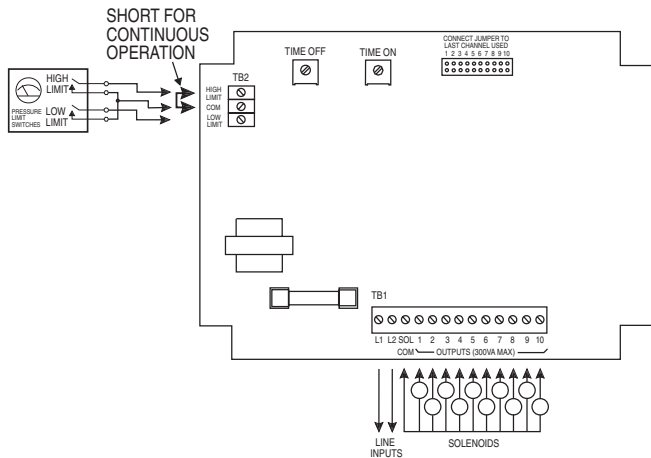 SHORT FOR
CONTINUOUS
OPERATION
TIME OFF
TIME ON
CONNECT JUMPER TO
LAST CHANNEL USED
1 2 3 4 5 6 7 8 9 10
HIGH
LIMIT
LOW
LIMIT
PRESSURE
LIMIT
SWITCHES
TB2
HIGH
LIMIT
COM
LOW
LIMIT
TB1
L1 L2 SOL 1 2 3 4 5 6 7 8 9 10
COM OUTPUTS (300VA MAX)
LINE
INPUTS
SOLENOIDS